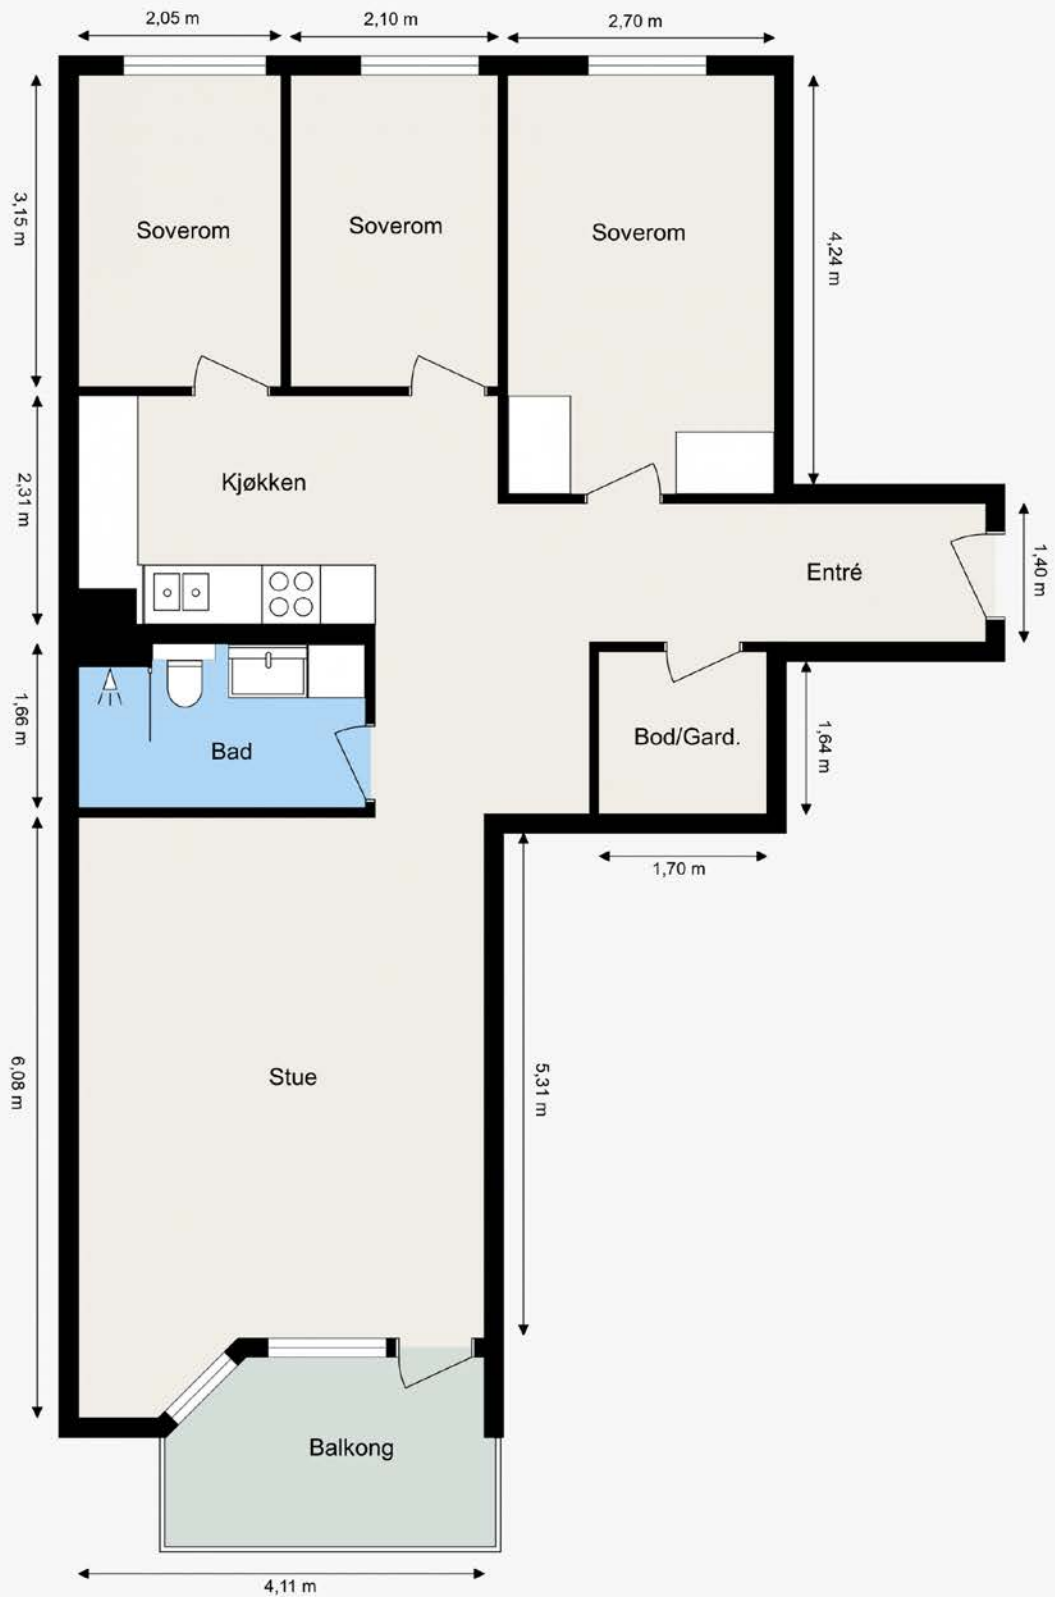 2,05 m
2,10 m
2,70 m
3,15 m
Soverom
Soverom
Soverom
4,24 m
2,31 m
Kjøkken
Entré
1,40 m
1,66 m
Bad
Bod/Gard.
1,64 m
1,70 m
6,08 m
Stue
5,31 m
Balkong
4,11 m